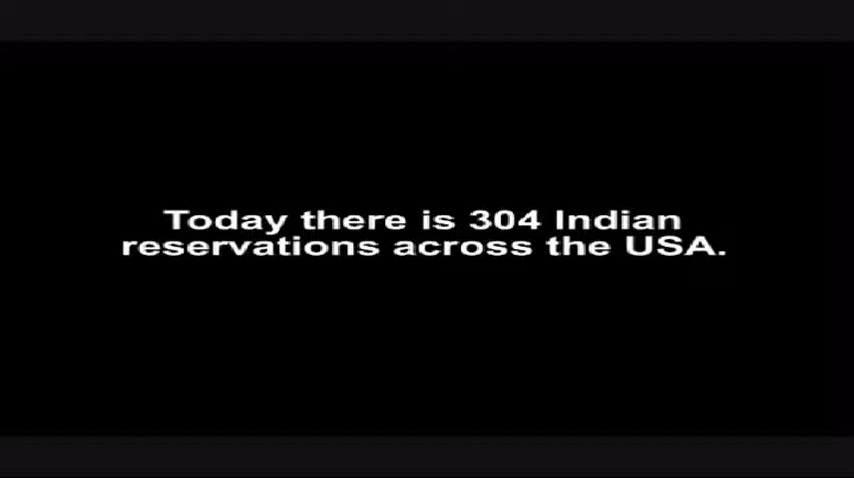 Today there is 304 Indian
reservations across the USA.